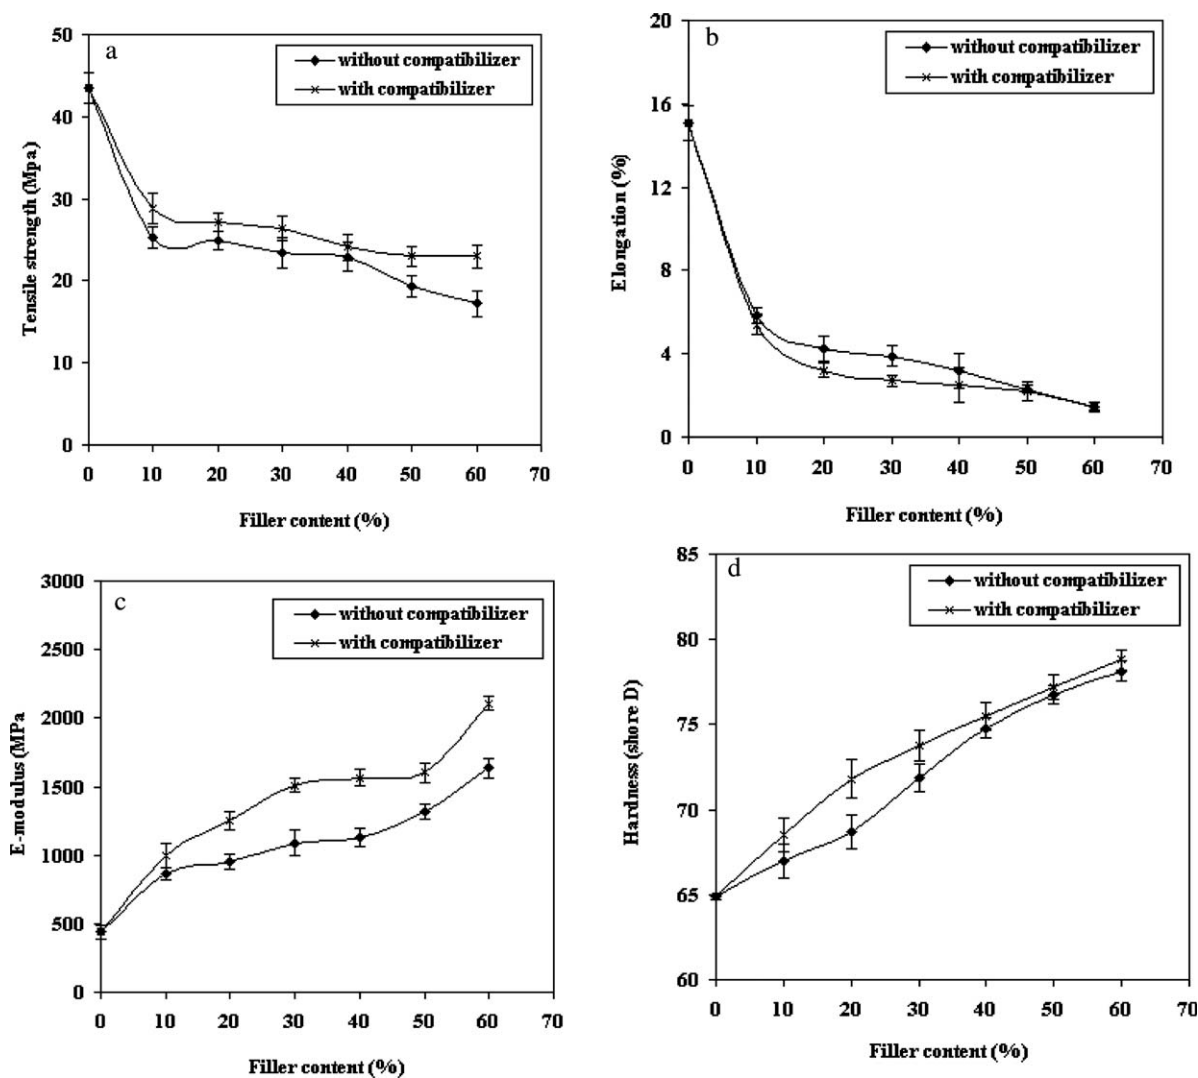 a
without compatibilizer
with compatibilizer
50
40
30
20
10
0
Tensile strength (Mpa)
0 10 20 30 40 50 60 70
Filler content (%)
b
without compatibilizer
with compatibilizer
20
16
12
8
4
0
Elongation (%)
0 10 20 30 40 50 60 70
Filler content (%)
c
without compatibilizer
with compatibilizer
3000
2500
2000
1500
1000
500
0
E-modulus (MPa
0 10 20 30 40 50 60 70
Filler content (%)
d
without compatibilizer
with compatibilizer
85
80
75
70
65
60
Hardness (shore D)
0 10 20 30 40 50 60 70
Filler content (%)